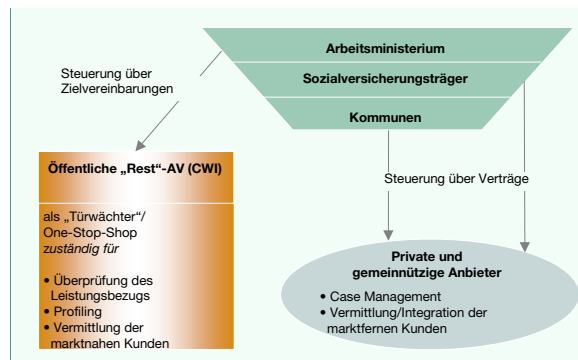 Arbeitsministerium
Sozialversicherungsträger
Kommunen
Steuerung über
Zielvereinbarungen
Öffentliche „Rest“-AV (CWI)
als „Türwächter“/
One-Stop-Shop
zuständig für
• Überprüfung des
Leistungsbezugs
• Profiling
• Vermittlung der
marktnahen Kunden
Steuerung über Verträge
Private und
gemeinnützige Anbieter
• Case Management
• Vermittlung/Integration der
marktfernen Kunden